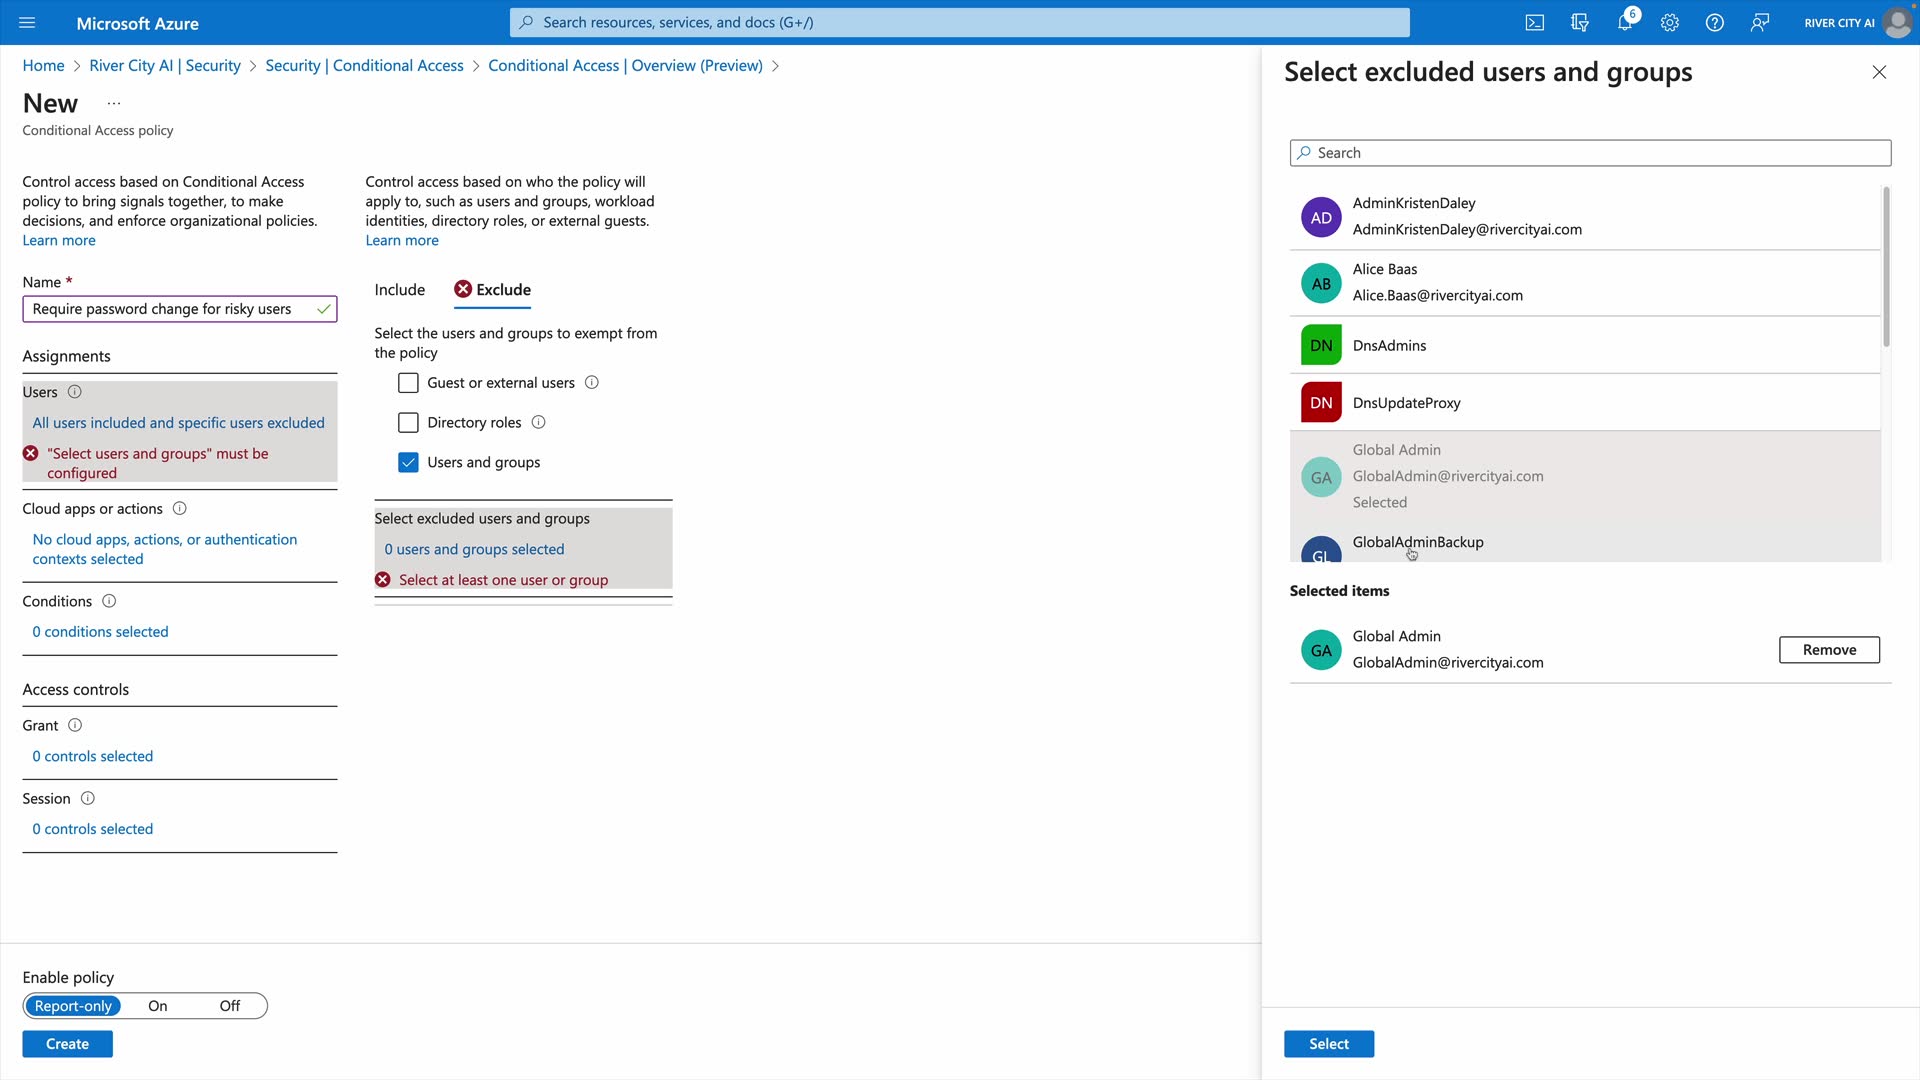 Microsoft Azure
Search resources, services, and docs (G+/)
6
RIVER CITY AI
Home > River City AI | Security > Security | Conditional Access > Conditional Access | Overview (Preview) >
New ...
Conditional Access policy
Control access based on Conditional Access
policy to bring signals together, to make
decisions, and enforce organizational policies.
Learn more
Name *
Require password change for risky users
Assignments
Users
All users included and specific users excluded
"Select users and groups" must be
configured
Cloud apps or actions
No cloud apps, actions, or authentication
contexts selected
Conditions
0 conditions selected
Access controls
Grant
0 controls selected
Session
0 controls selected
Enable policy
Report-only On Off
Create
Control access based on who the policy will
apply to, such as users and groups, workload
identities, directory roles, or external guests.
Learn more
Include Exclude
Select the users and groups to exempt from
the policy
Guest or external users
Directory roles
Users and groups
Select excluded users and groups
0 users and groups selected
Select at least one user or group
Select excluded users and groups
Search
AD
AdminKristenDaley
AdminKristenDaley@rivercityai.com
AB
Alice Baas
Alice.Baas@rivercityai.com
DN
DnsAdmins
DN
DnsUpdateProxy
GA
Global Admin
GlobalAdmin@rivercityai.com
Selected
GL
GlobalAdminBackup
Selected items
GA
Global Admin
GlobalAdmin@rivercityai.com
Remove
Select